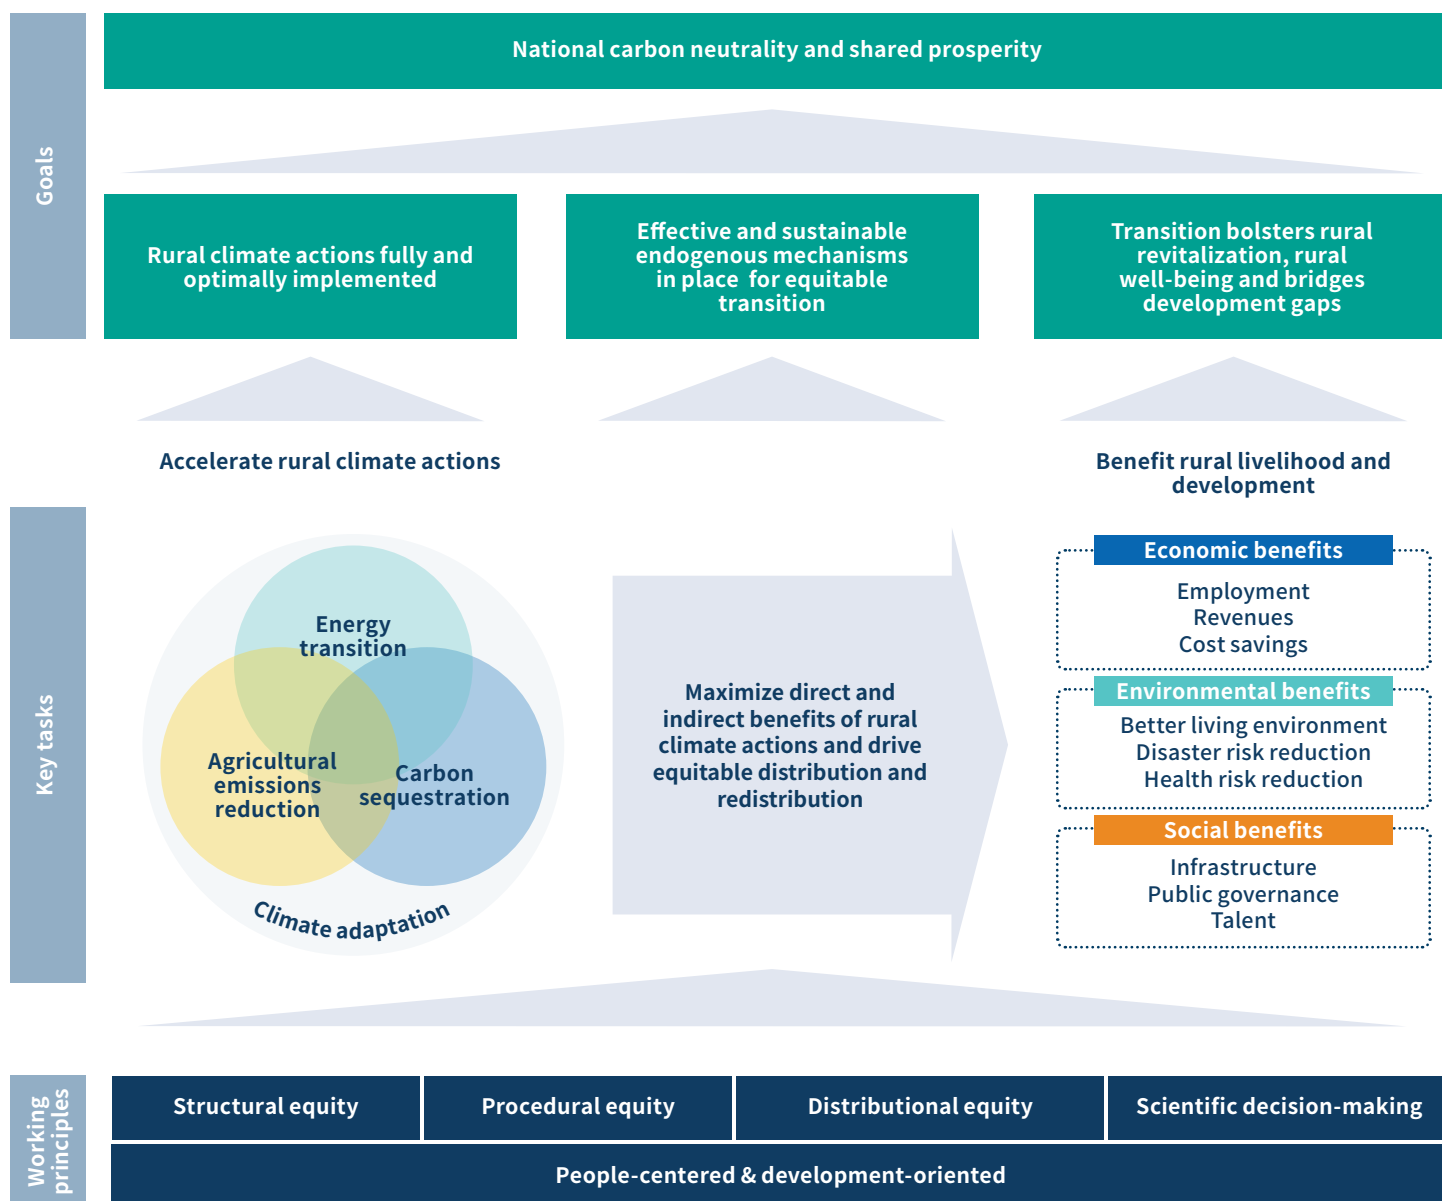 Goals
National carbon neutrality and shared prosperity
Rural climate actions fully and
optimally implemented
Effective and sustainable
endogenous mechanisms
in place for equitable
transition
Transition bolsters rural
revitalization, rural
well-being and bridges
development gaps
Key tasks
Accelerate rural climate actions
Energy
transition
Agricultural
emissions
reduction
Carbon
sequestration
Climate adaptation
Maximize direct and
indirect benefits of rural
climate actions and drive
equitable distribution and
redistribution
Benefit rural livelihood and
development
Economic benefits
Employment
Revenues
Cost savings
Environmental benefits
Better living environment
Disaster risk reduction
Health risk reduction
Social benefits
Infrastructure
Public governance
Talent
Working
principles
Structural equity
Procedural equity
Distributional equity
Scientific decision-making
People-centered & development-oriented